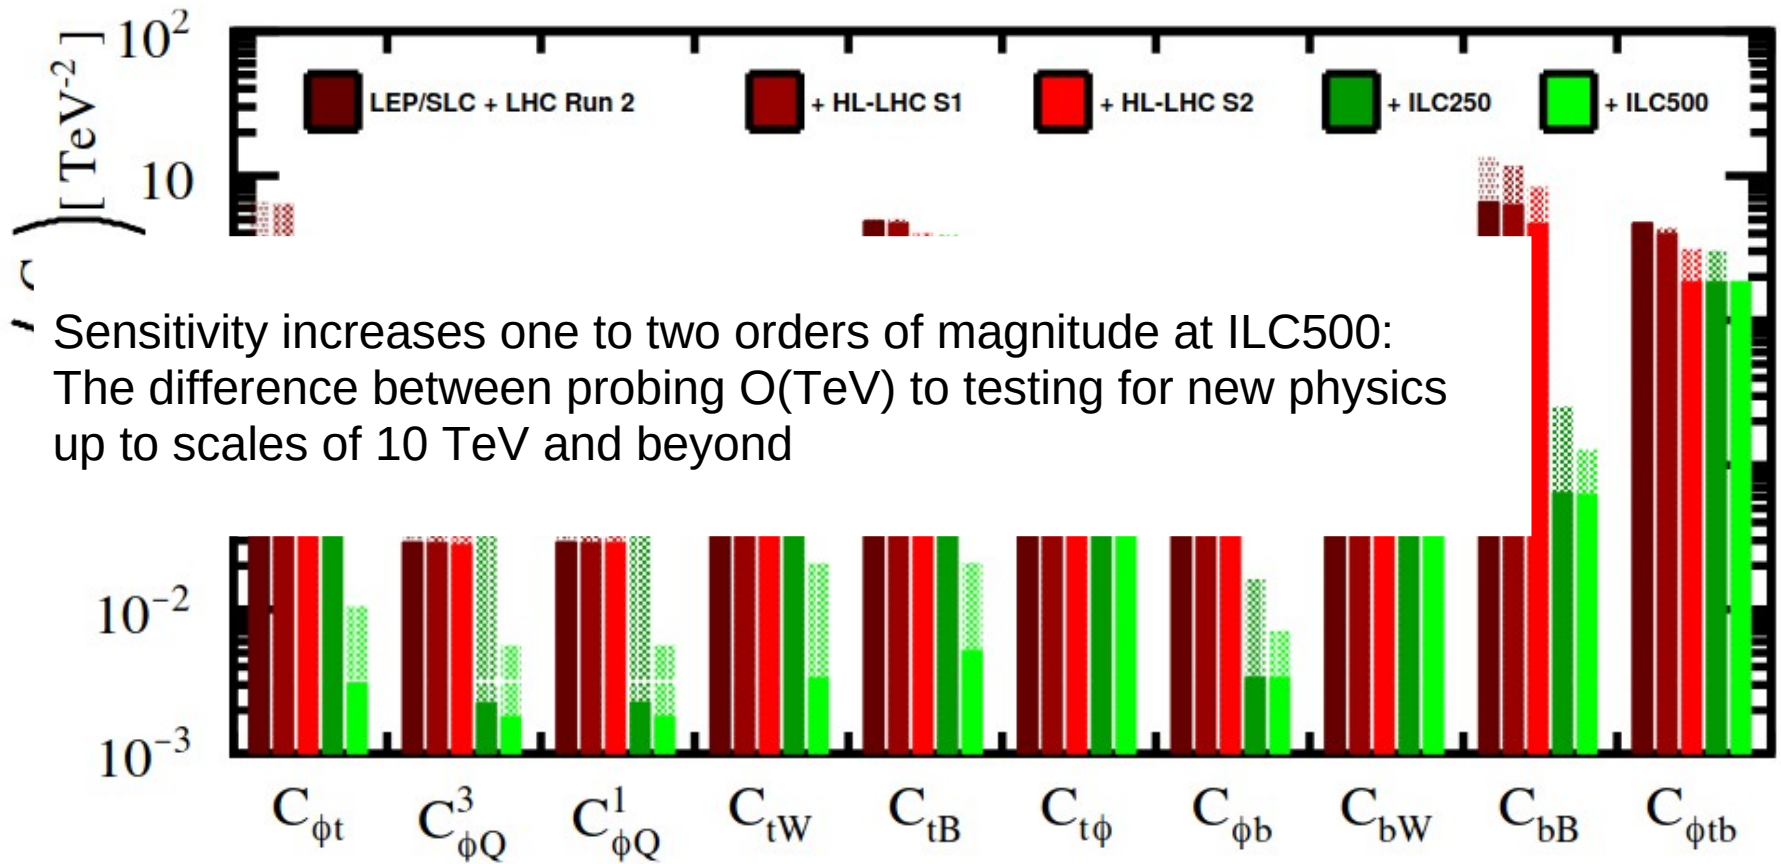 [ TeV⁻² ]
10²
10
10⁻²
10⁻³
LEP/SLC + LHC Run 2
+ HL-LHC S1
+ HL-LHC S2
+ ILC250
+ ILC500
Sensitivity increases one to two orders of magnitude at ILC500:
The difference between probing O(TeV) to testing for new physics
up to scales of 10 TeV and beyond
C_ϕt
C³_ϕQ
C¹_ϕQ
C_tW
C_tB
C_tϕ
C_ϕb
C_bW
C_bB
C_ϕtb